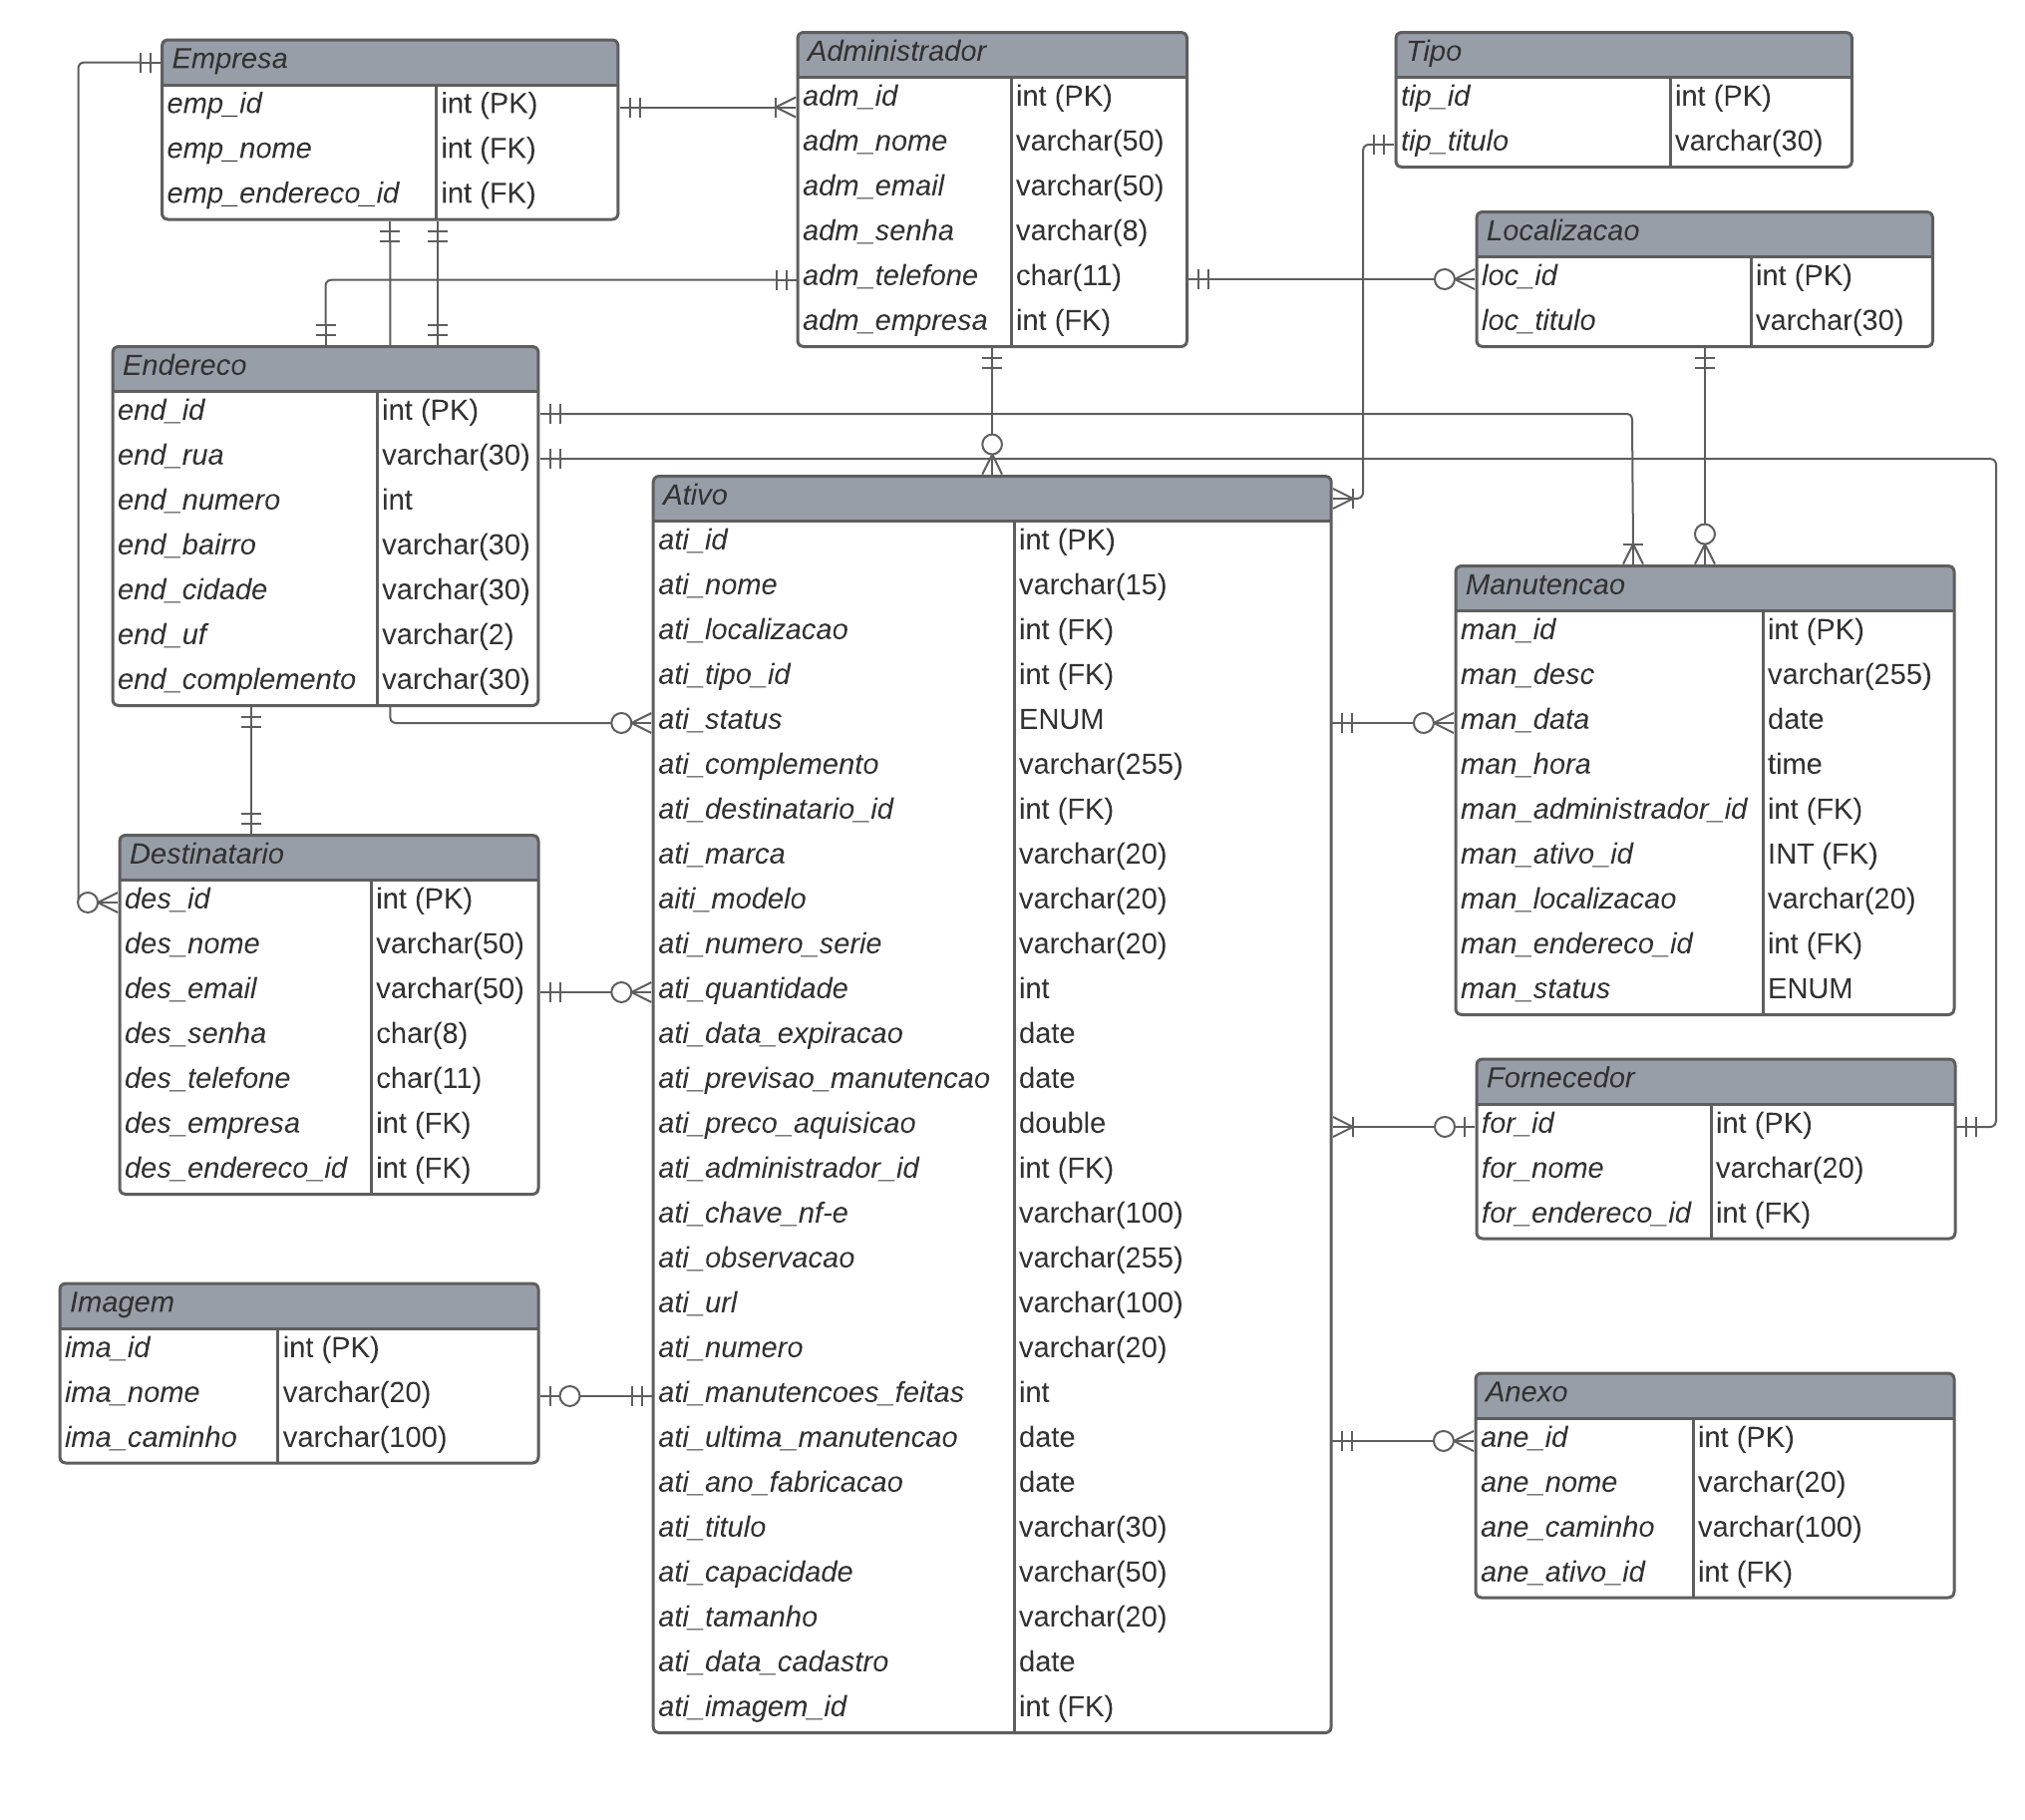 Empresa
emp_id int (PK)
emp_nome int (FK)
emp_endereco_id int (FK)
Administrador
adm_id int (PK)
adm_nome varchar(50)
adm_email varchar(50)
adm_senha varchar(8)
adm_telefone char(11)
adm_empresa int (FK)
Tipo
tip_id int (PK)
tip_titulo varchar(30)
Localizacao
loc_id int (PK)
loc_titulo varchar(30)
Endereco
end_id int (PK)
end_rua varchar(30)
end_numero int
end_bairro varchar(30)
end_cidade varchar(30)
end_uf varchar(2)
end_complemento varchar(30)
Ativo
ati_id int (PK)
ati_nome varchar(15)
ati_localizacao int (FK)
ati_tipo_id int (FK)
ati_status ENUM
ati_complemento varchar(255)
ati_destinatario_id int (FK)
ati_marca varchar(20)
aiti_modelo varchar(20)
ati_numero_serie varchar(20)
ati_quantidade int
ati_data_expiracao date
ati_previsao_manutencao date
ati_preco_aquisicao double
ati_administrador_id int (FK)
ati_chave_nf-e varchar(100)
ati_observacao varchar(255)
ati_url varchar(100)
ati_numero varchar(20)
ati_manutencoes_feitas int
ati_ultima_manutencao date
ati_ano_fabricacao date
ati_titulo varchar(30)
ati_capacidade varchar(50)
ati_tamanho varchar(20)
ati_data_cadastro date
ati_imagem_id int (FK)
Manutencao
man_id int (PK)
man_desc varchar(255)
man_data date
man_hora time
man_administrador_id int (FK)
man_ativo_id INT (FK)
man_localizacao varchar(20)
man_endereco_id int (FK)
man_status ENUM
Destinatario
des_id int (PK)
des_nome varchar(50)
des_email varchar(50)
des_senha char(8)
des_telefone char(11)
des_empresa int (FK)
des_endereco_id int (FK)
Fornecedor
for_id int (PK)
for_nome varchar(20)
for_endereco_id int (FK)
Imagem
ima_id int (PK)
ima_nome varchar(20)
ima_caminho varchar(100)
Anexo
ane_id int (PK)
ane_nome varchar(20)
ane_caminho varchar(100)
ane_ativo_id int (FK)